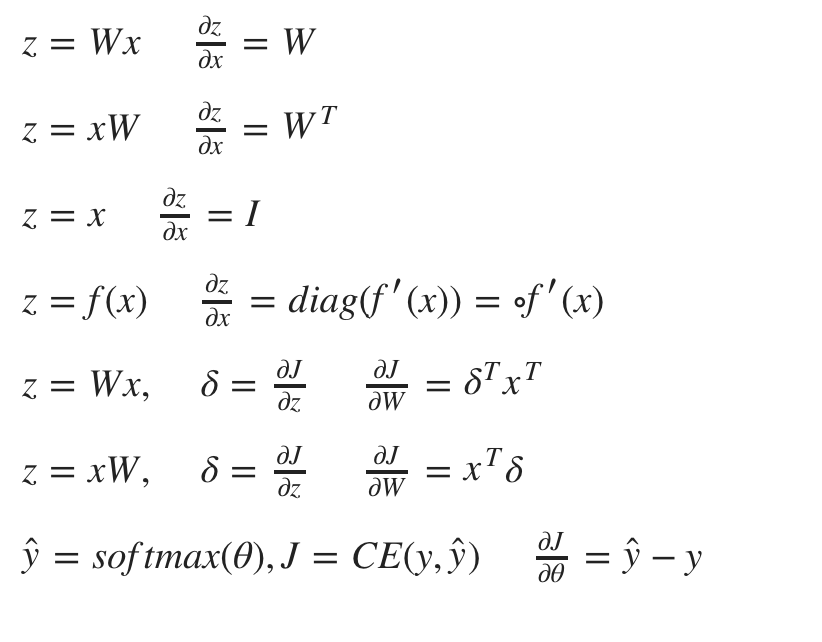 z = Wx ∂z/∂x = W
z = xW ∂z/∂x = W^T
z = x ∂z/∂x = I
z = f(x) ∂z/∂x = diag(f′(x)) = ∘f′(x)
z = Wx, δ = ∂J/∂z ∂J/∂W = δ^T x^T
z = xW, δ = ∂J/∂z ∂J/∂W = x^T δ
ŷ = softmax(θ), J = CE(y, ŷ) ∂J/∂θ = ŷ − y